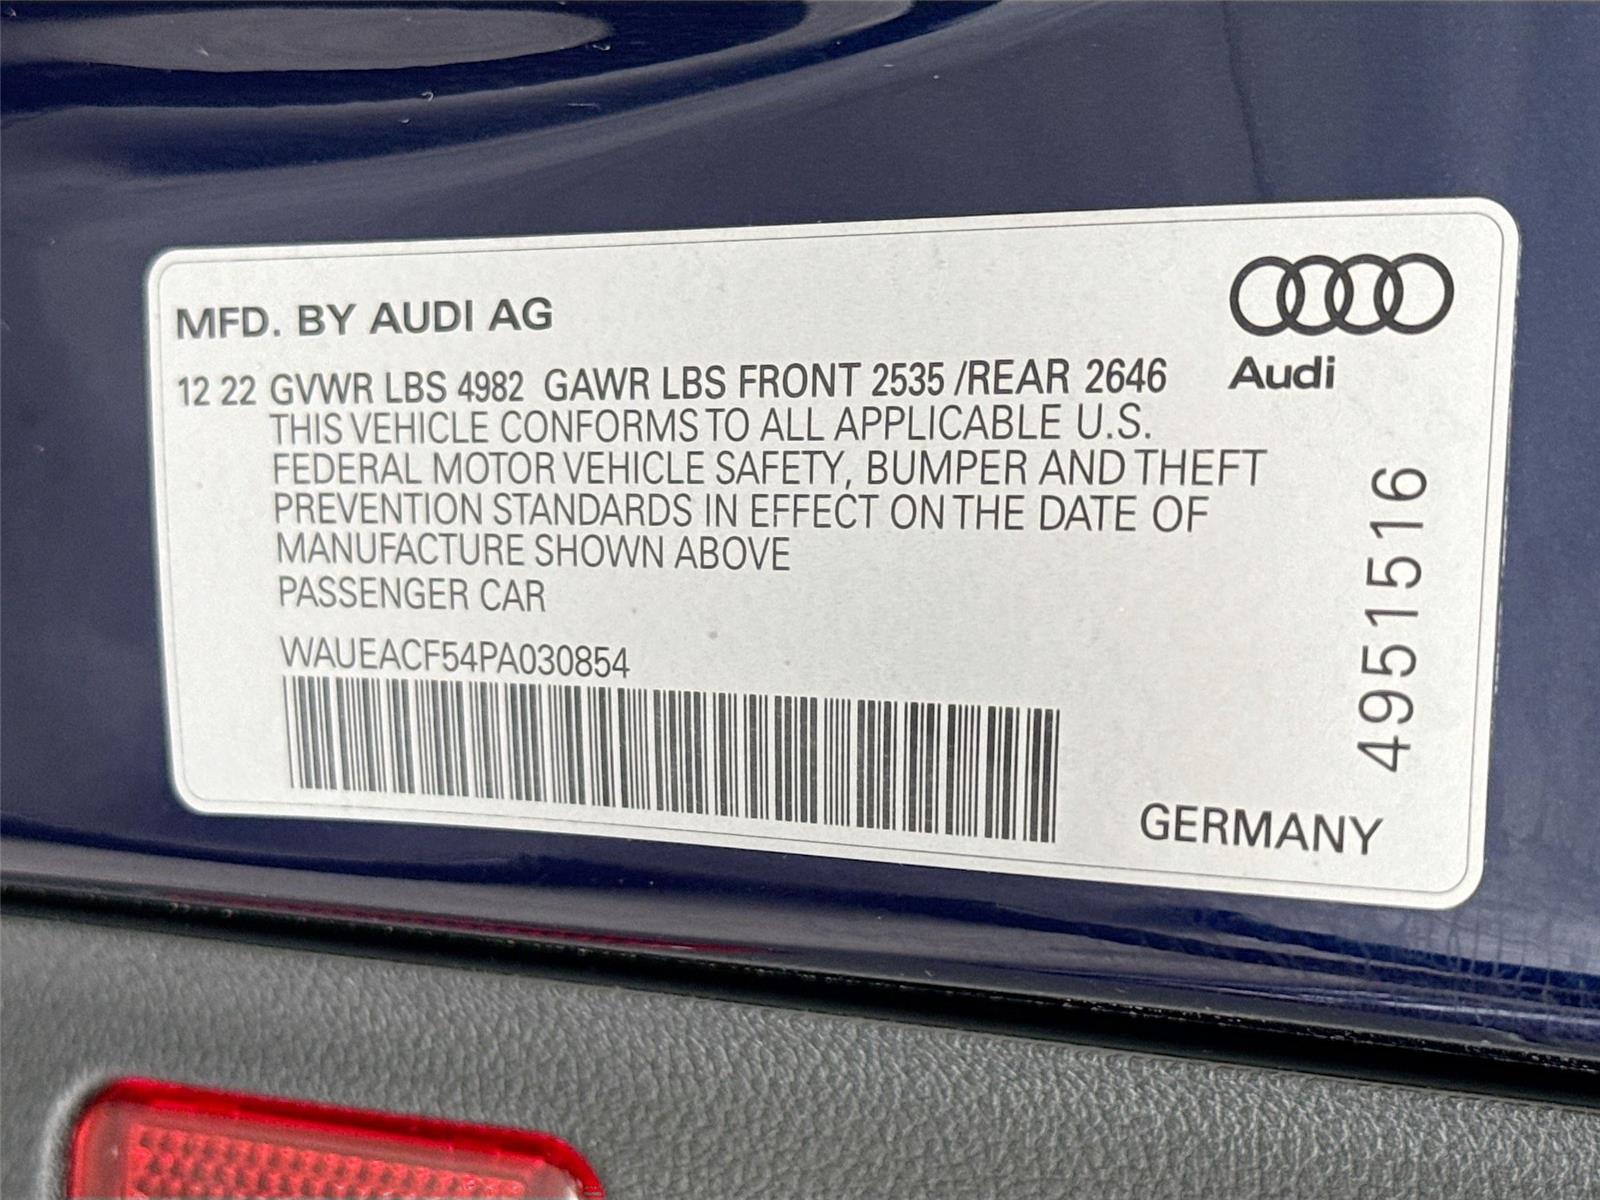 MFD. BY AUDI AG
Audi
12 22 GVWR LBS 4982 GAWR LBS FRONT 2535 /REAR 2646
THIS VEHICLE CONFORMS TO ALL APPLICABLE U.S.
FEDERAL MOTOR VEHICLE SAFETY, BUMPER AND THEFT
PREVENTION STANDARDS IN EFFECT ON THE DATE OF
MANUFACTURE SHOWN ABOVE
PASSENGER CAR
WAUEACF54PA030854
4951516
GERMANY